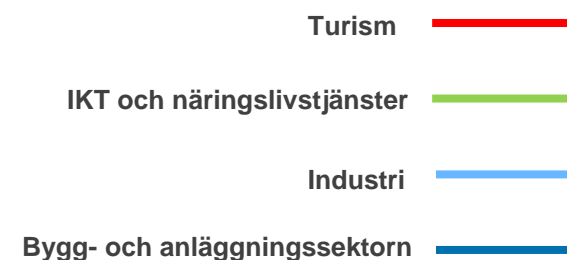 Turism
IKT och näringslivstjänster
Industri
Bygg- och anläggningssektorn